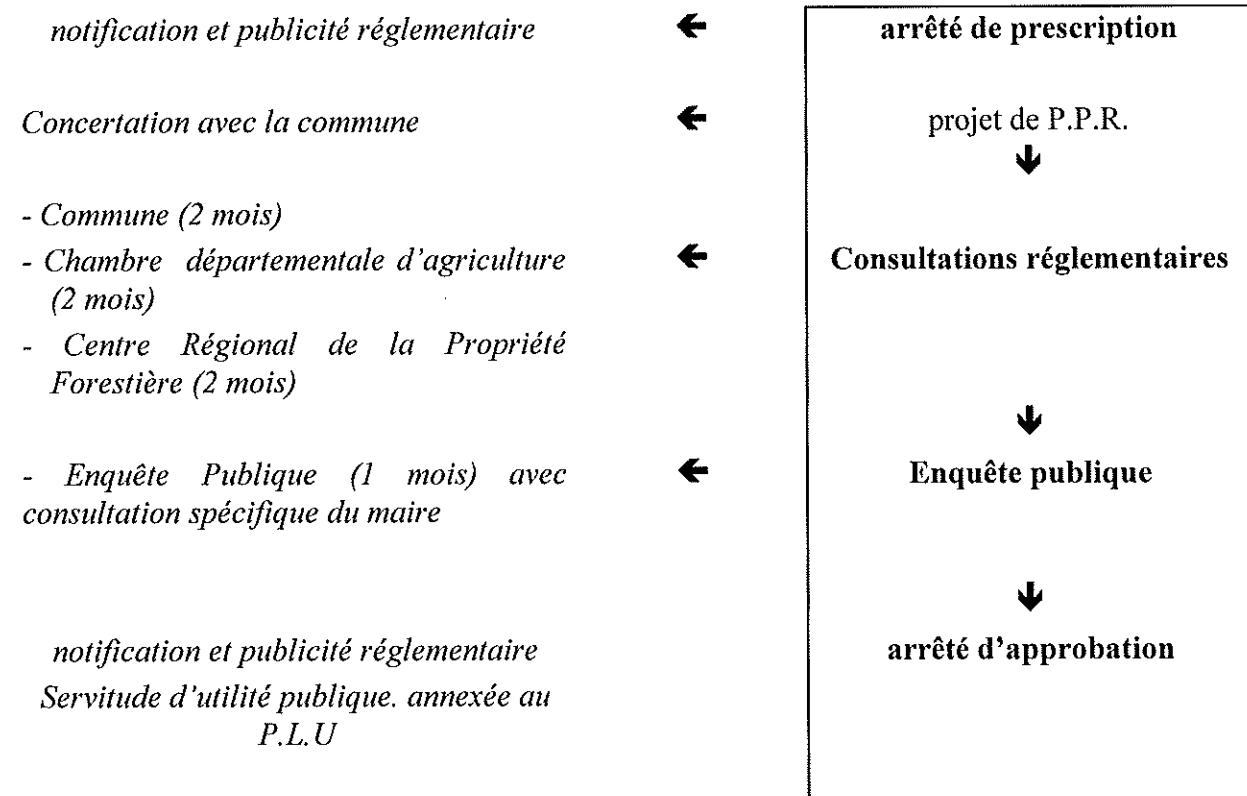 notification et publicité réglementaire ← arrêté de prescription
Concertation avec la commune ← projet de P.P.R.
↓
- Commune (2 mois)
- Chambre départementale d'agriculture ← Consultations réglementaires
(2 mois)
- Centre Régional de la Propriété
Forestière (2 mois)
↓
- Enquête Publique (1 mois) avec ← Enquête publique
consultation spécifique du maire
↓
notification et publicité réglementaire arrêté d'approbation
Servitude d'utilité publique. annexée au
P.L.U